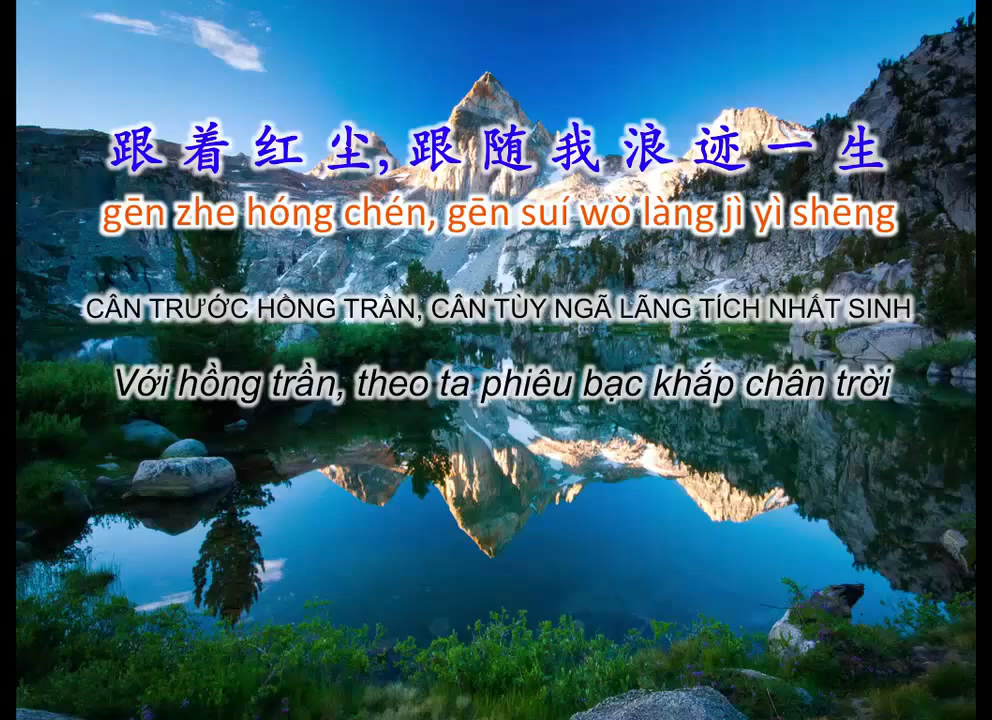 跟着红尘,跟随我浪迹一生
gēn zhe hóng chén, gēn suí wǒ làng jì yì shēng
CÂN TRƯỚC HỒNG TRẦN, CÂN TÙY NGÃ LÃNG TÍCH NHẤT SINH
Với hồng trần, theo ta phiêu bạc khắp chân trời